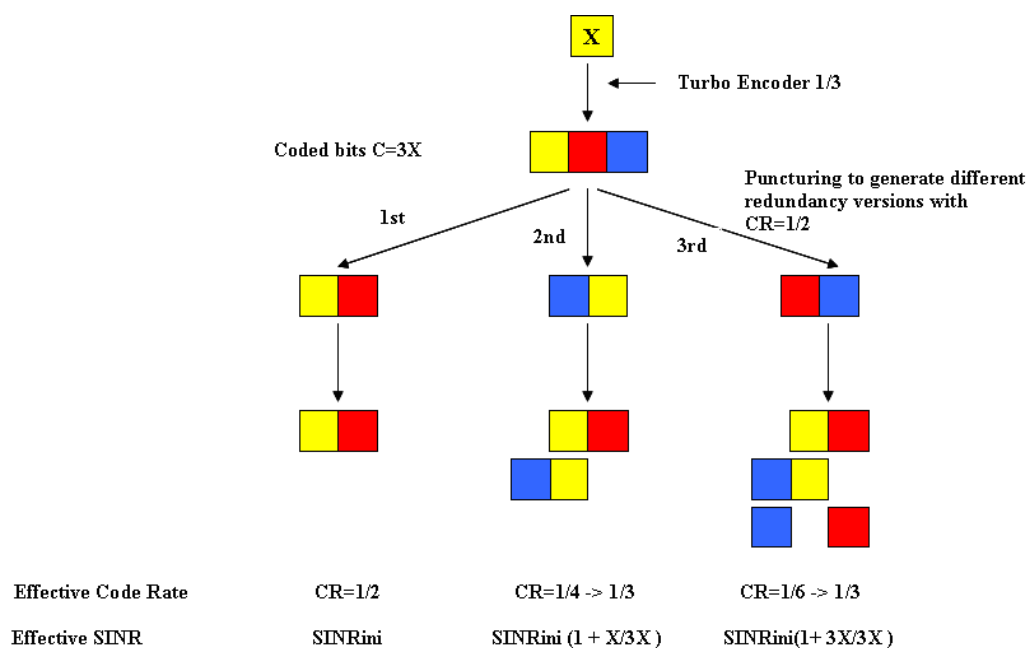 X
Turbo Encoder 1/3
Coded bits C=3X
Puncturing to generate different
redundancy versions with
CR=1/2
1st
2nd
3rd
Effective Code Rate CR=1/2 CR=1/4 -> 1/3 CR=1/6 -> 1/3
Effective SINR SINRini SINRini (1 + X/3X ) SINRini(1+ 3X/3X )